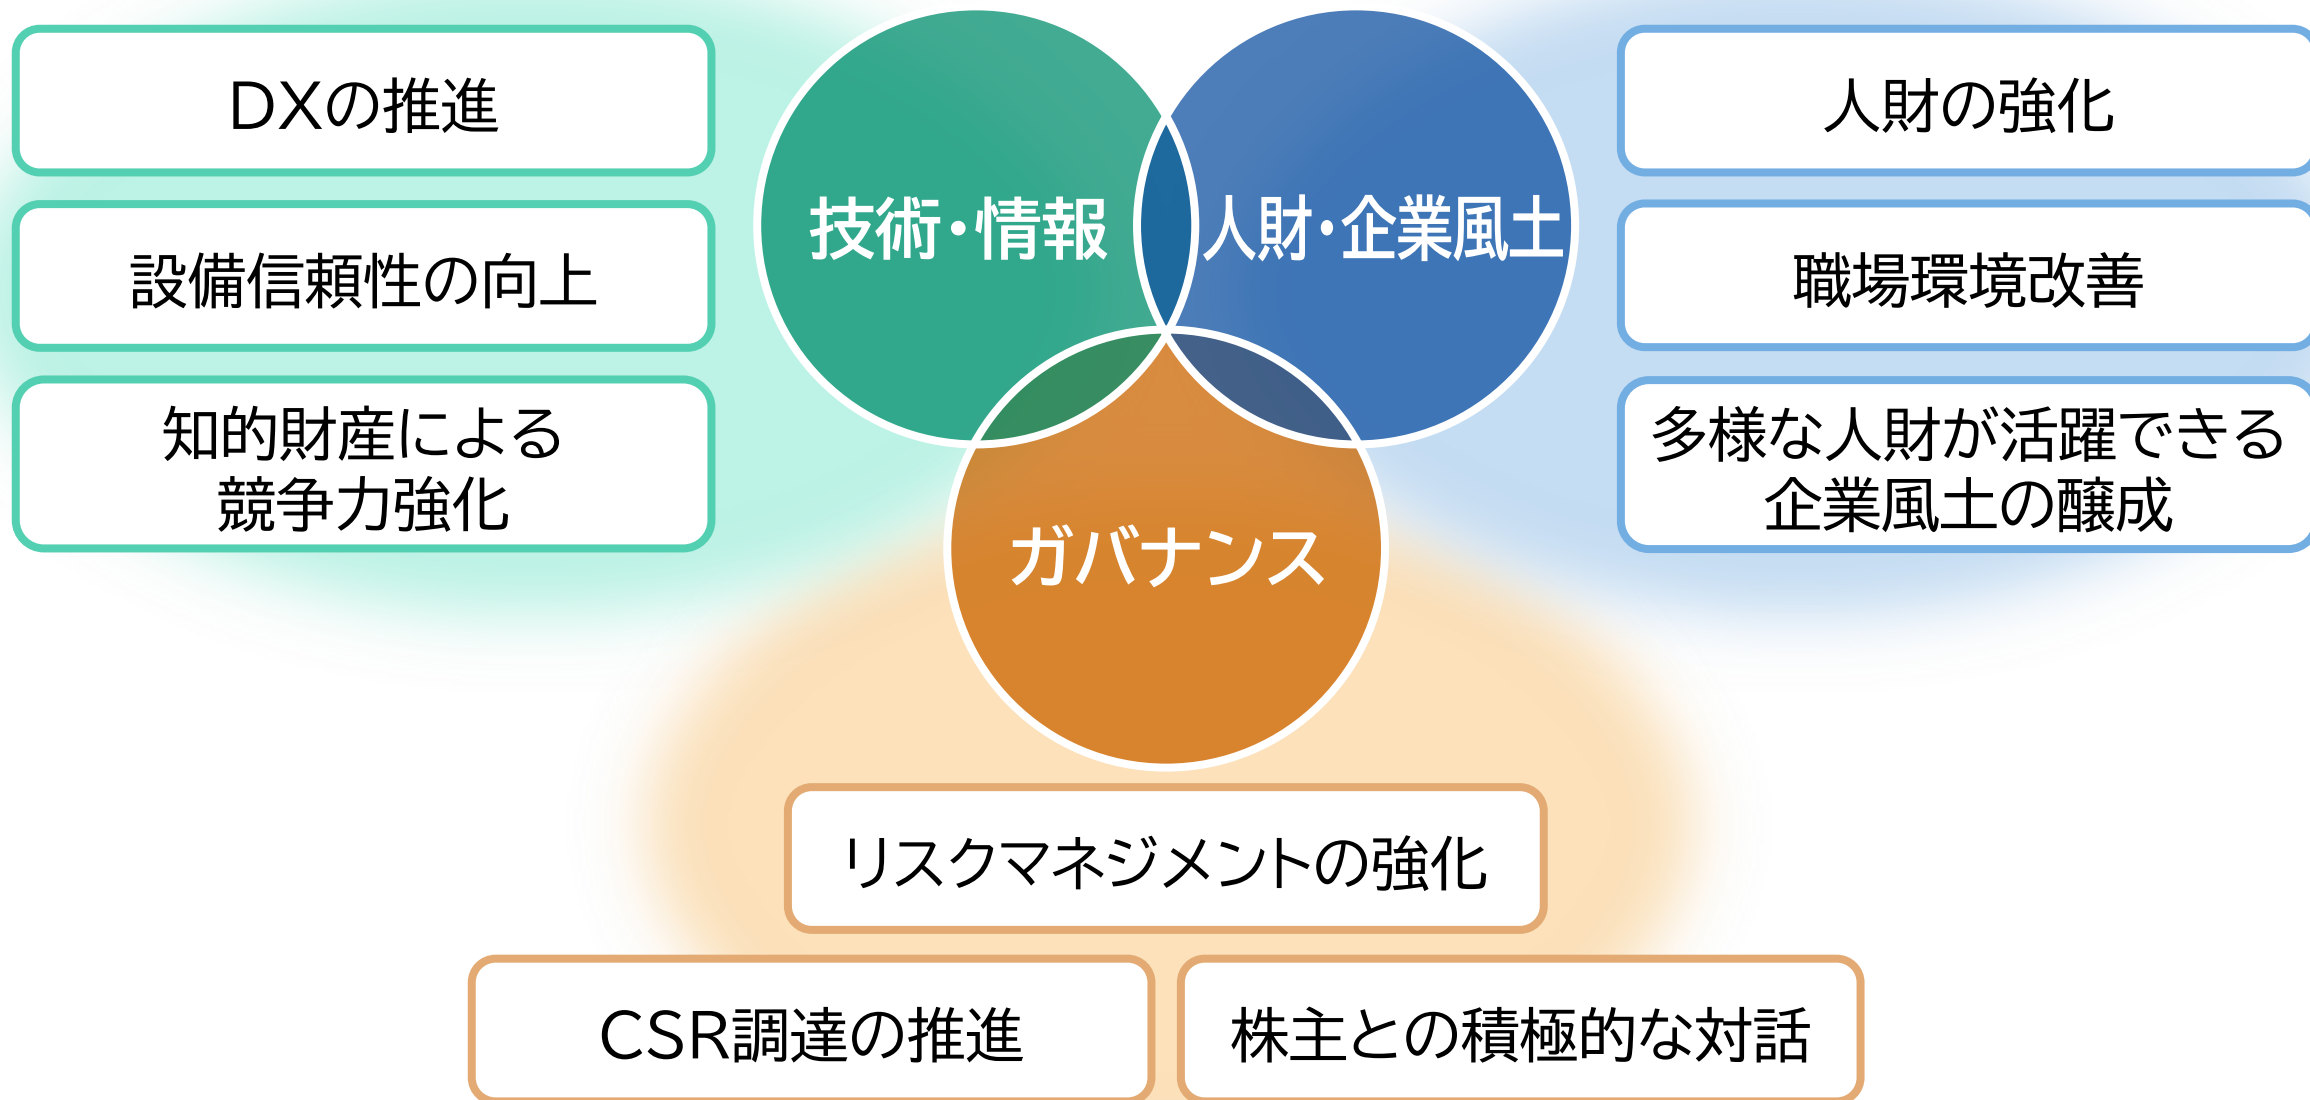 DXの推進
設備信頼性の向上
知的財産による
競争力強化
技術・情報
人財・企業風土
ガバナンス
人財の強化
職場環境改善
多様な人財が活躍できる
企業風土の醸成
リスクマネジメントの強化
CSR調達の推進
株主との積極的な対話